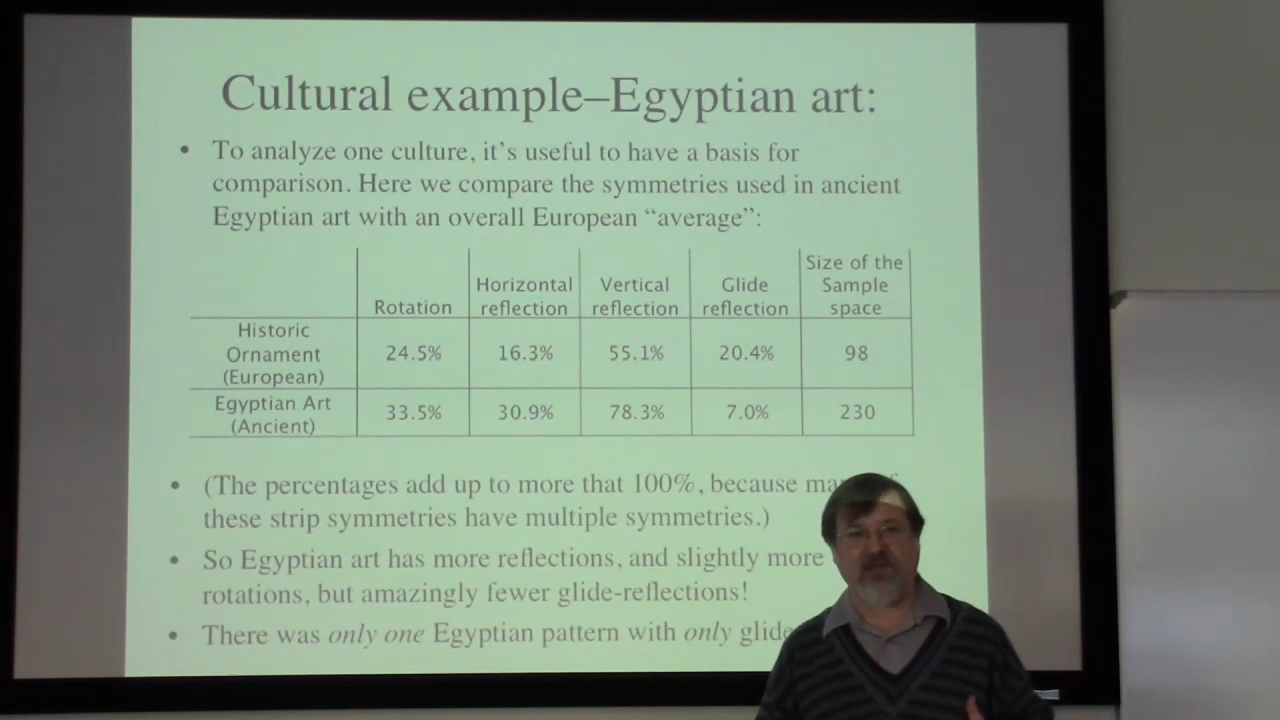 Cultural example–Egyptian art:
• To analyze one culture, it's useful to have a basis for
comparison. Here we compare the symmetries used in ancient
Egyptian art with an overall European “average”:
Rotation Horizontal reflection Vertical reflection Glide reflection Size of the Sample space
Historic Ornament (European) 24.5% 16.3% 55.1% 20.4% 98
Egyptian Art (Ancient) 33.5% 30.9% 78.3% 7.0% 230
• (The percentages add up to more that 100%, because
these strip symmetries have multiple symmetries.)
• So Egyptian art has more reflections, and slightly more
rotations, but amazingly fewer glide-reflections!
• There was only one Egyptian pattern with only glide